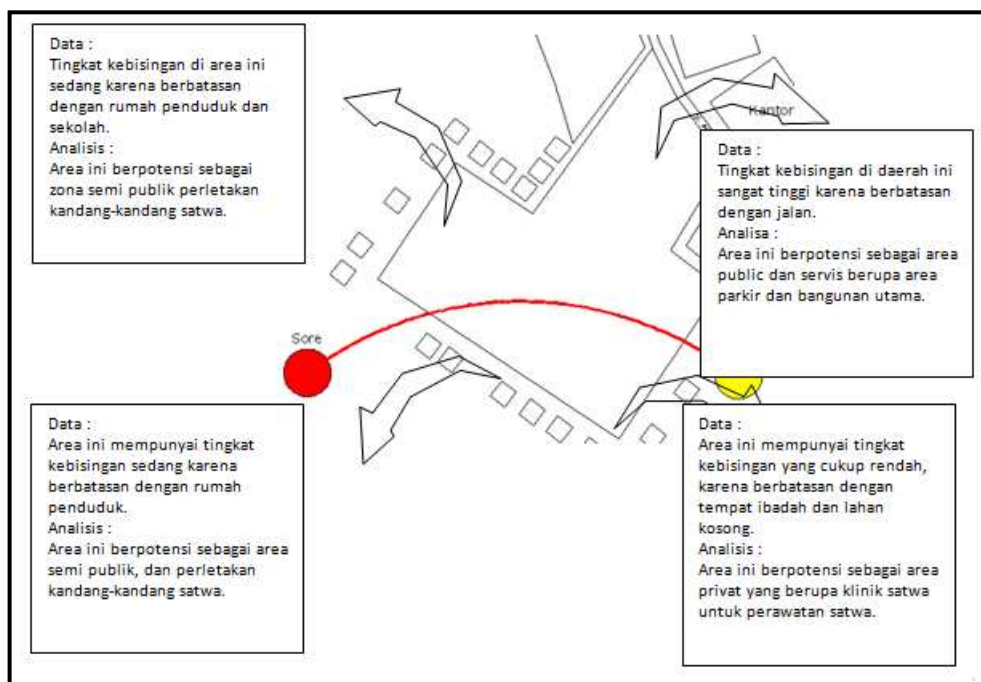 Data :
Tingkat kebisingan di area ini
sedang karena berbatasan
dengan rumah penduduk dan
sekolah.
Analisis :
Area ini berpotensi sebagai
zona semi publik perletakan
kandang-kandang satwa.
Kantor
Data :
Tingkat kebisingan di daerah ini
sangat tinggi karena berbatasan
dengan jalan.
Analisa :
Area ini berpotensi sebagai area
public dan servis berupa area
parkir dan bangunan utama.
Sore
Data :
Area ini mempunyai tingkat
kebisingan sedang karena
berbatasan dengan rumah
penduduk.
Analisis :
Area ini berpotensi sebagai area
semi publik, dan perletakan
kandang-kandang satwa.
Data :
Area ini mempunyai tingkat
kebisingan yang cukup rendah,
karena berbatasan dengan
tempat ibadah dan lahan
kosong.
Analisis :
Area ini berpotensi sebagai area
privat yang berupa klinik satwa
untuk perawatan satwa.